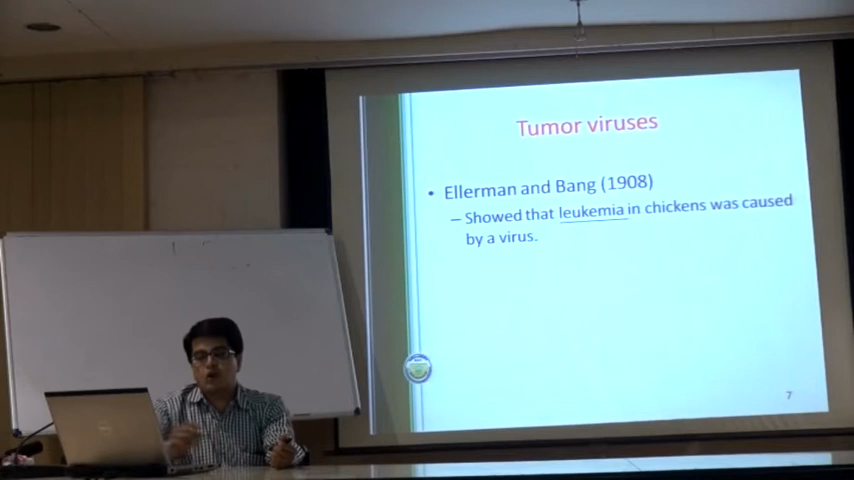 Tumor viruses
• Ellerman and Bang (1908)
– Showed that leukemia in chickens was caused
by a virus.
7